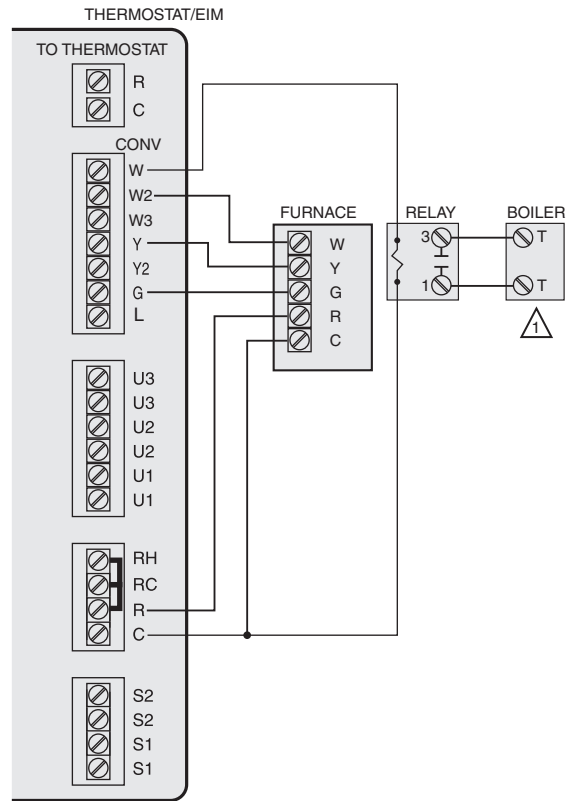 THERMOSTAT/EIM
TO THERMOSTAT
R
C
CONV
W
W2
W3
Y
Y2
G
L
FURNACE
W
Y
G
R
C
RELAY
3
1
BOILER
T
T
1
U3
U3
U2
U2
U1
U1
RH
RC
R
C
S2
S2
S1
S1